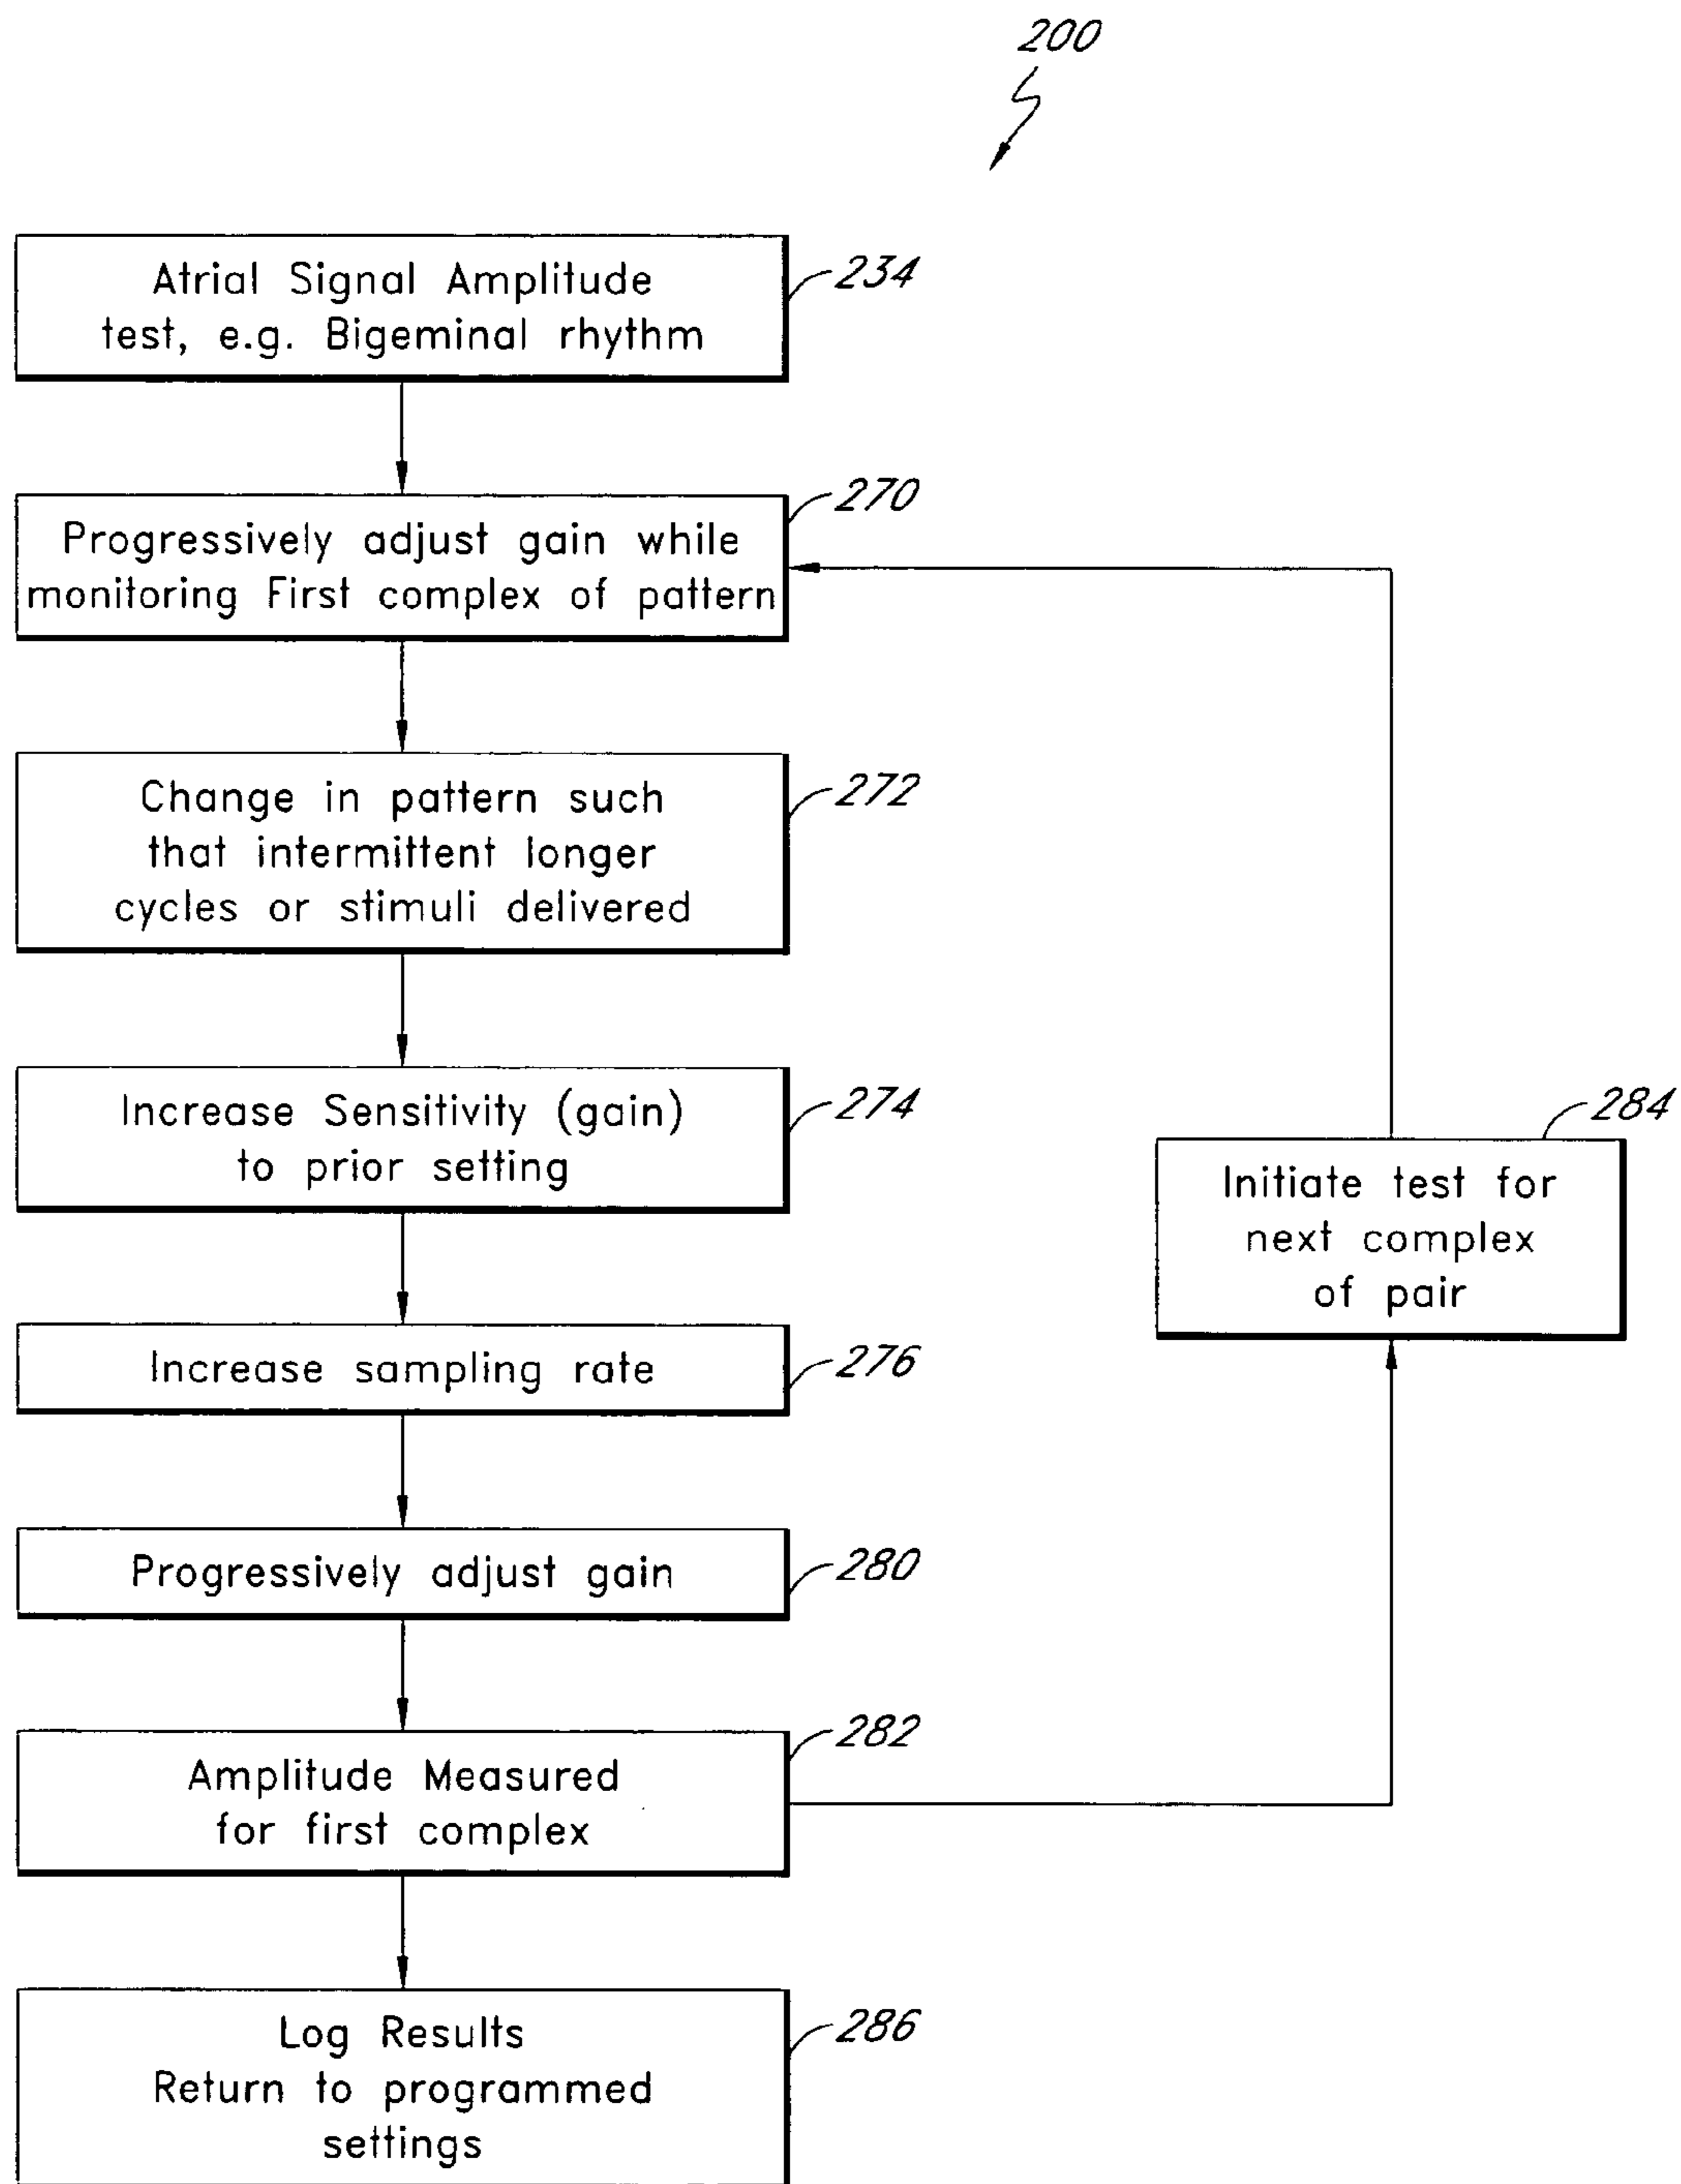 200
Atrial Signal Amplitude
test, e.g. Bigeminal rhythm
234
Progressively adjust gain while
monitoring First complex of pattern
270
Change in pattern such
that intermittent longer
cycles or stimuli delivered
272
Increase Sensitivity (gain)
to prior setting
274
Initiate test for
next complex
of pair
284
Increase sampling rate
276
Progressively adjust gain
280
Amplitude Measured
for first complex
282
Log Results
Return to programmed
settings
286